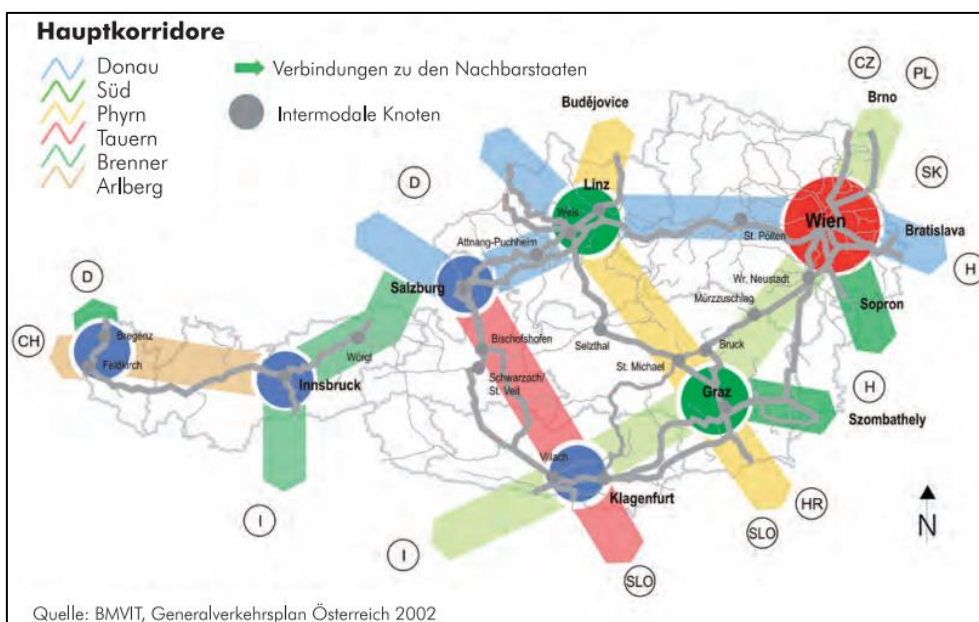 Hauptkorridore
Donau
Süd
Phyrn
Tauern
Brenner
Arlberg
Verbindungen zu den Nachbarstaaten
Intermodale Knoten
CZ
PL
Budějovice
Brno
D
Linz
SK
Wels
Wien
Attnang-Puchheim
St. Pölten
Bratislava
D
Salzburg
Wr. Neustadt
H
Mürzzuschlag
Sopron
CH
Bregenz
Bischofshofen
Selzthal
Bruck
Feldkirch
Wörgl
St. Michael
Innsbruck
Schwarzach/
St. Veit
Graz
H
Szombathely
Villach
Klagenfurt
HR
N
I
I
SLO
SLO
Quelle: BMVIT, Generalverkehrsplan Österreich 2002